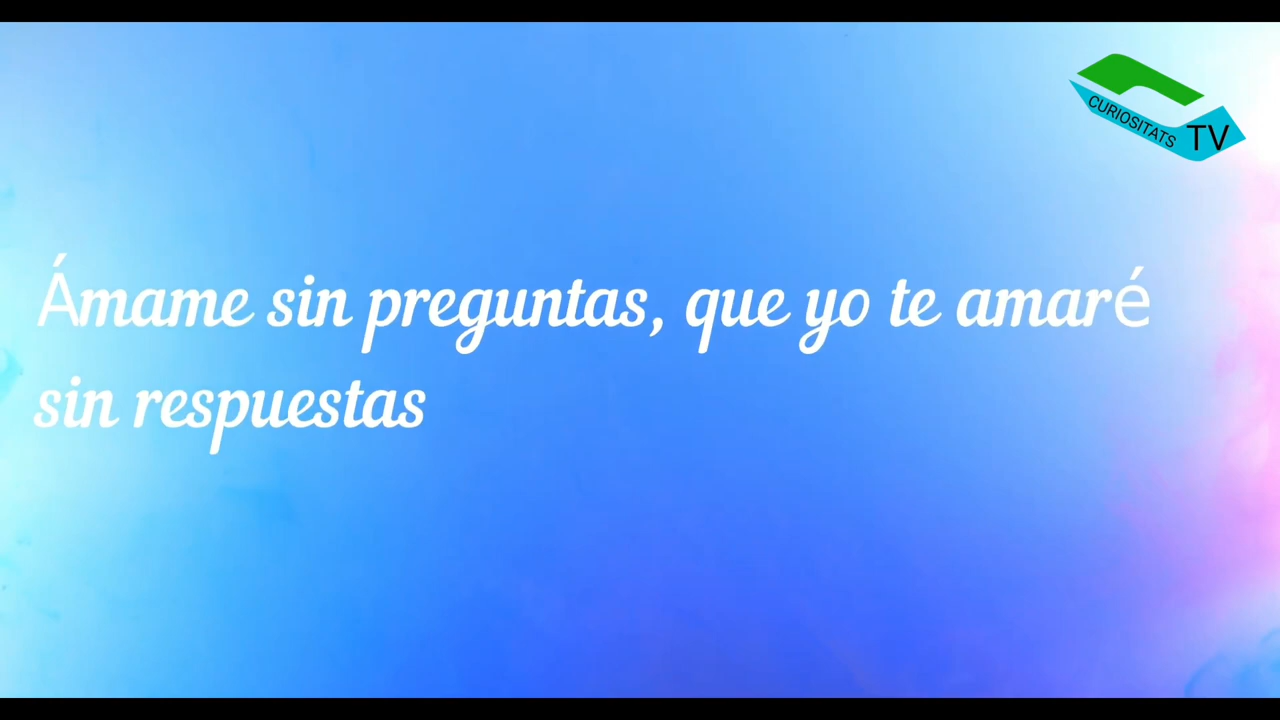 CURIOSITATS
TV
Ámame sin preguntas, que yo te amaré
sin respuestas